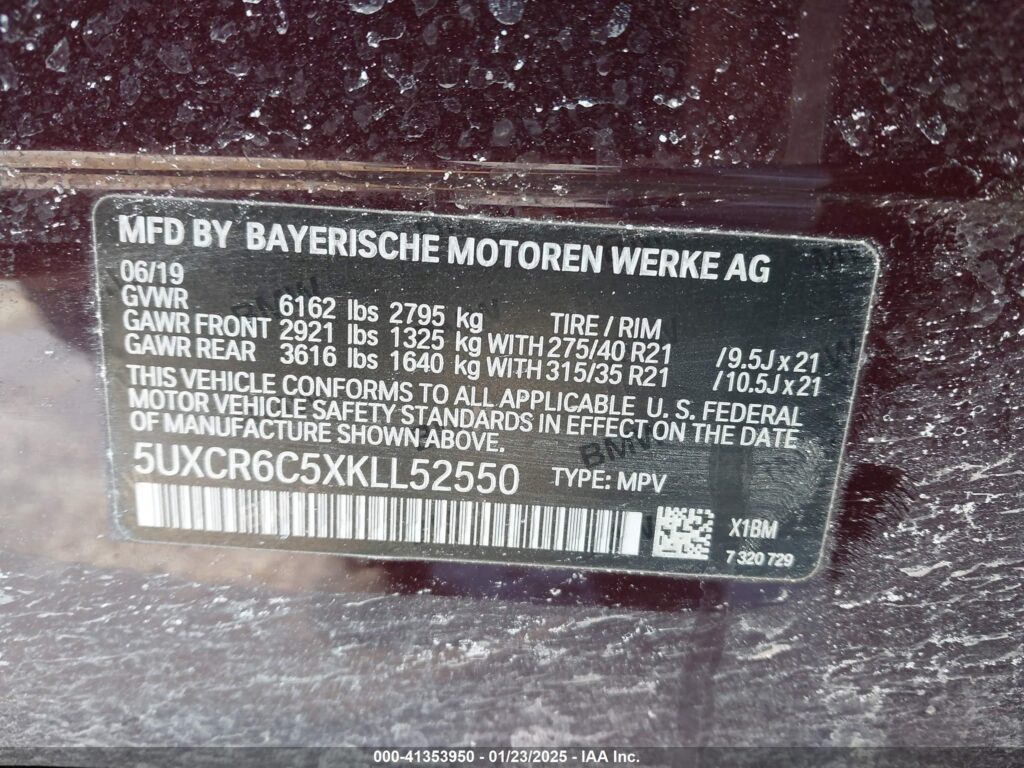 MFD BY BAYERISCHE MOTOREN WERKE AG
06/19
GVWR 6162 lbs 2795 kg TIRE / RIM
GAWR FRONT 2921 lbs 1325 kg WITH 275/40 R21 /9.5J x 21
GAWR REAR 3616 lbs 1640 kg WITH 315/35 R21 /10.5J x 21
THIS VEHICLE CONFORMS TO ALL APPLICABLE U. S. FEDERAL
MOTOR VEHICLE SAFETY STANDARDS IN EFFECT ON THE DATE
OF MANUFACTURE SHOWN ABOVE.
5UXCR6C5XKLL52550 TYPE: MPV
X1BM
7 320 729
000-41353950 - 01/23/2025 - IAA Inc.